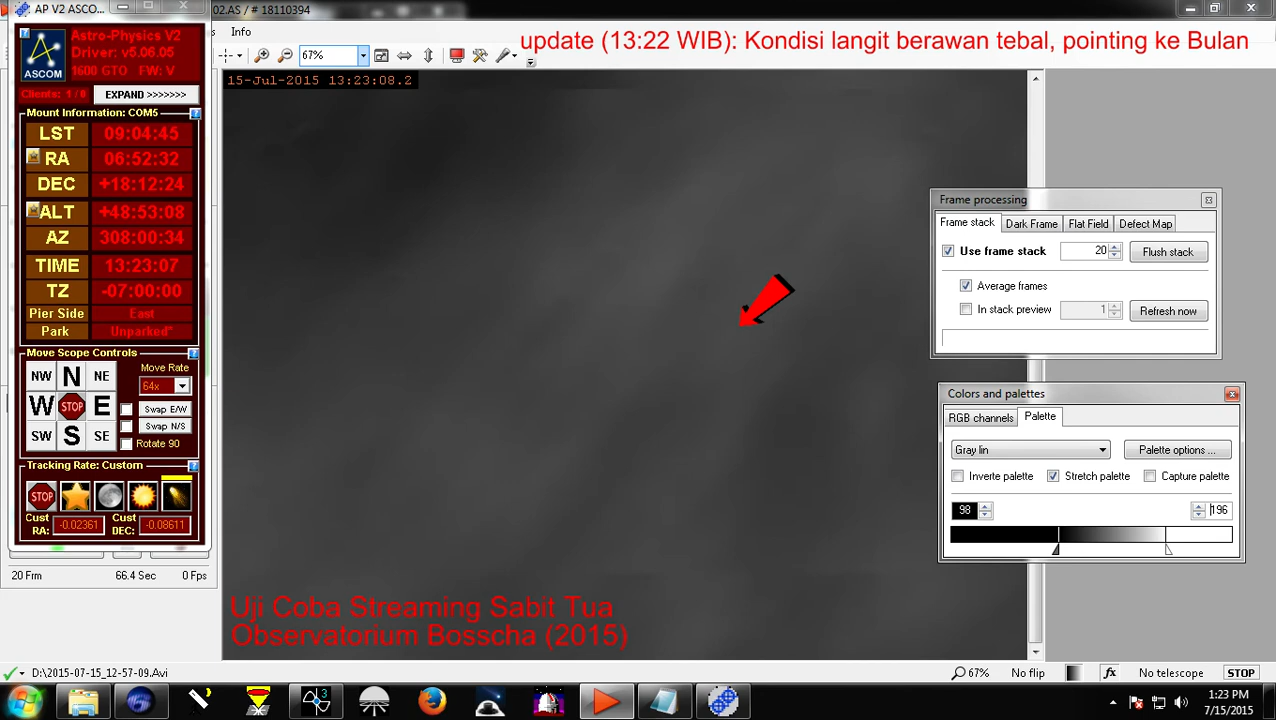 AP V2 ASCO...
02.AS / # 18110394
ASCOM
Astro-Physics V2
Driver: v5.06.05
1600 GTO FW: V
Clients: 1 / 0
EXPAND >>>>>>>
Mount Information: COM5
LST 09:04:45
RA 06:52:32
DEC +18:12:24
ALT +48:53:08
AZ 308:00:34
TIME 13:23:07
TZ -07:00:00
Pier Side East
Park Unparked*
Move Scope Controls
NW N NE
W STOP E
SW S SE
Move Rate
64x
Swap E/W
Swap N/S
Rotate 90
Tracking Rate: Custom
STOP
Cust RA: -0.02361
Cust DEC: -0.08611
20 Frm 66.4 Sec 0 Fps
Info
67%
update (13:22 WIB): Kondisi langit berawan tebal, pointing ke Bulan
15-Jul-2015 13:23:08.2
Uji Coba Streaming Sabit Tua
Observatorium Bosscha (2015)
Frame processing
Frame stack Dark Frame Flat Field Defect Map
Use frame stack 20 Flush stack
Average frames
In stack preview 1 Refresh now
Colors and palettes
RGB channels Palette
Gray lin Palette options ...
Inverte palette Stretch palette Capture palette
98 196
D:\2015-07-15_12-57-09.Avi
67% No flip fx No telescope STOP
1:23 PM
7/15/2015